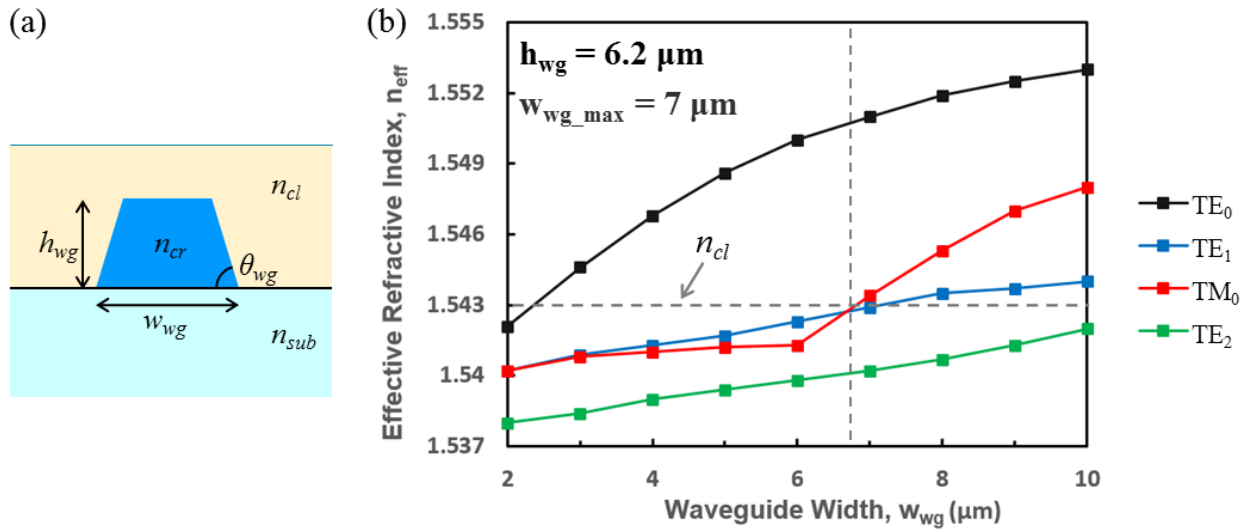 (a)
n_cl
h_wg
n_cr
θ_wg
w_wg
n_sub
(b)
Effective Refractive Index, n_eff
1.555
1.552
1.549
1.546
1.543
1.54
1.537
h_wg = 6.2 μm
w_wg_max = 7 μm
n_cl
2
4
6
8
10
Waveguide Width, w_wg (μm)
TE₀
TE₁
TM₀
TE₂